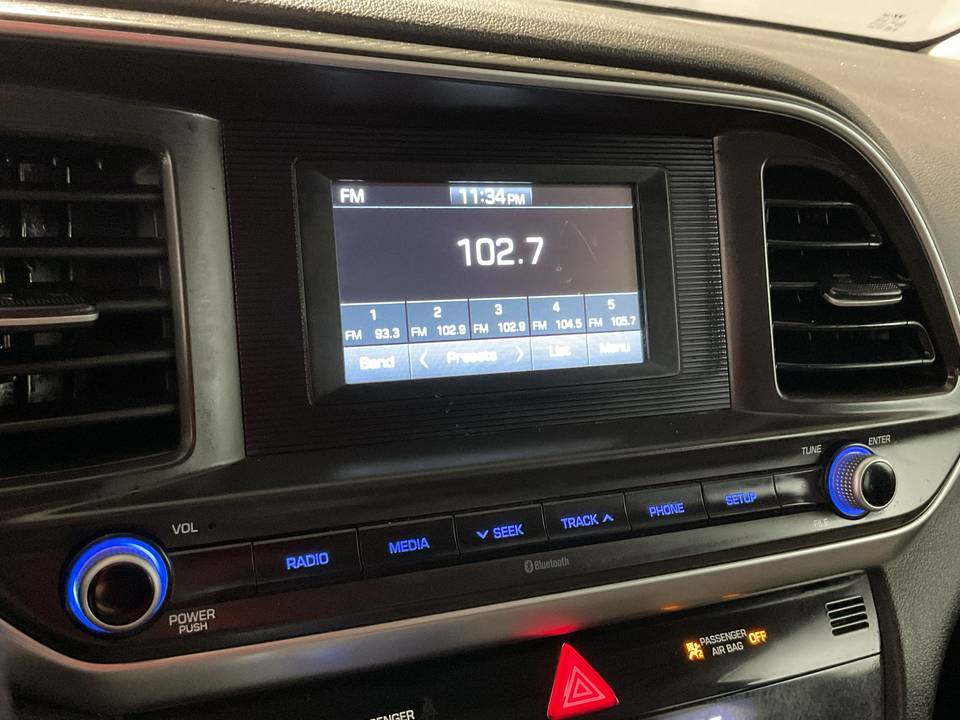 FM 11:34 PM
102.7
1 2 3 4 5
FM 93.3 FM 102.9 FM 102.9 FM 104.5 FM 105.7
Band < Presets > List Menu
TUNE ENTER
VOL
RADIO MEDIA SEEK TRACK PHONE SETUP
FILE
Bluetooth
POWER
PUSH
PASSENGER OFF
AIR BAG